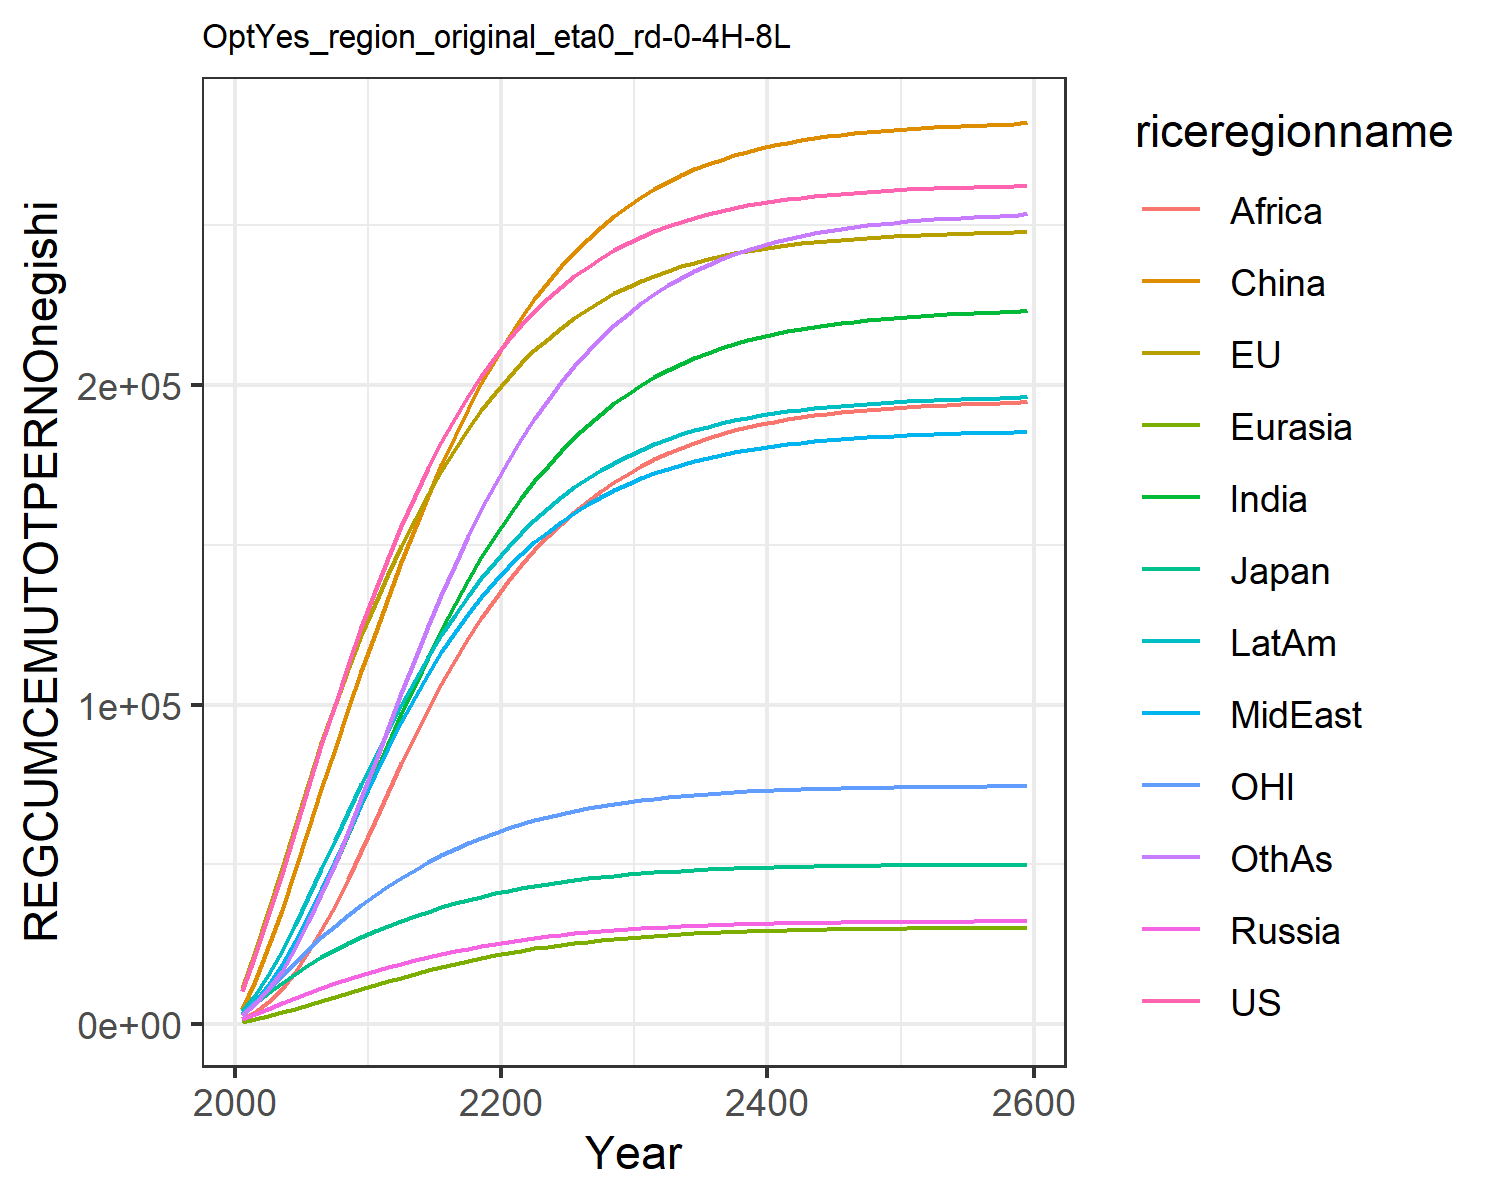 OptYes_region_original_eta0_rd-0-4H-8L
REGCUMCEMUTOTPERNOnegishi
2e+05
1e+05
0e+00
2000
2200
2400
2600
Year
riceregionname
Africa
China
EU
Eurasia
India
Japan
LatAm
MidEast
OHI
OthAs
Russia
US